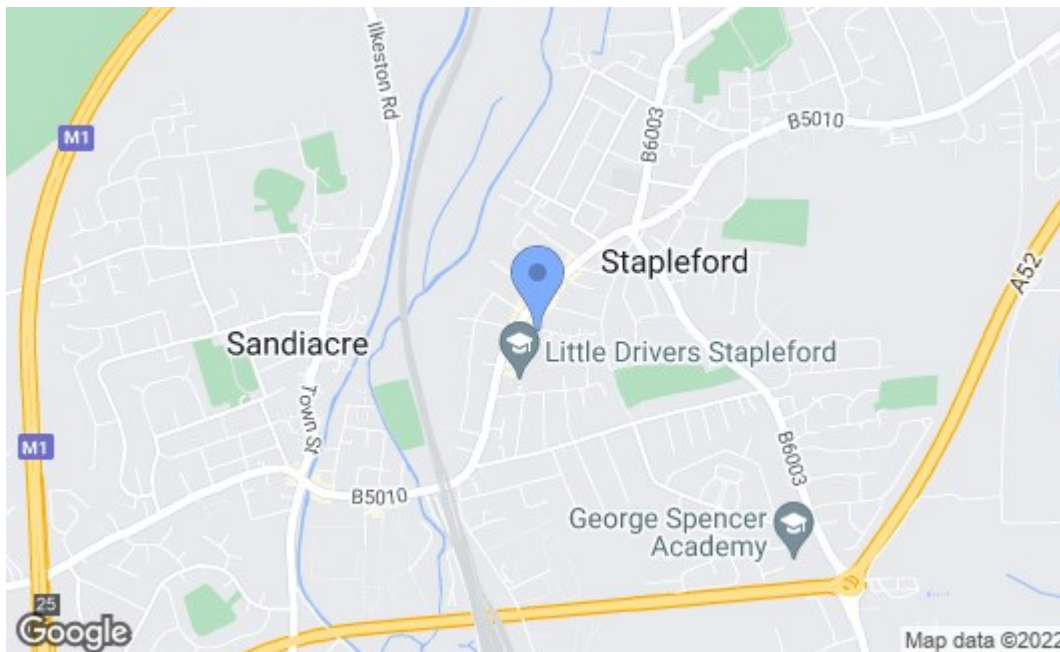 Ilkeston Rd
M1
B6003
B5010
Stapleford
A52
Sandiacre
Little Drivers Stapleford
Town St
M1
B6003
B5010
George Spencer
Academy
25
Google
Map data ©2022